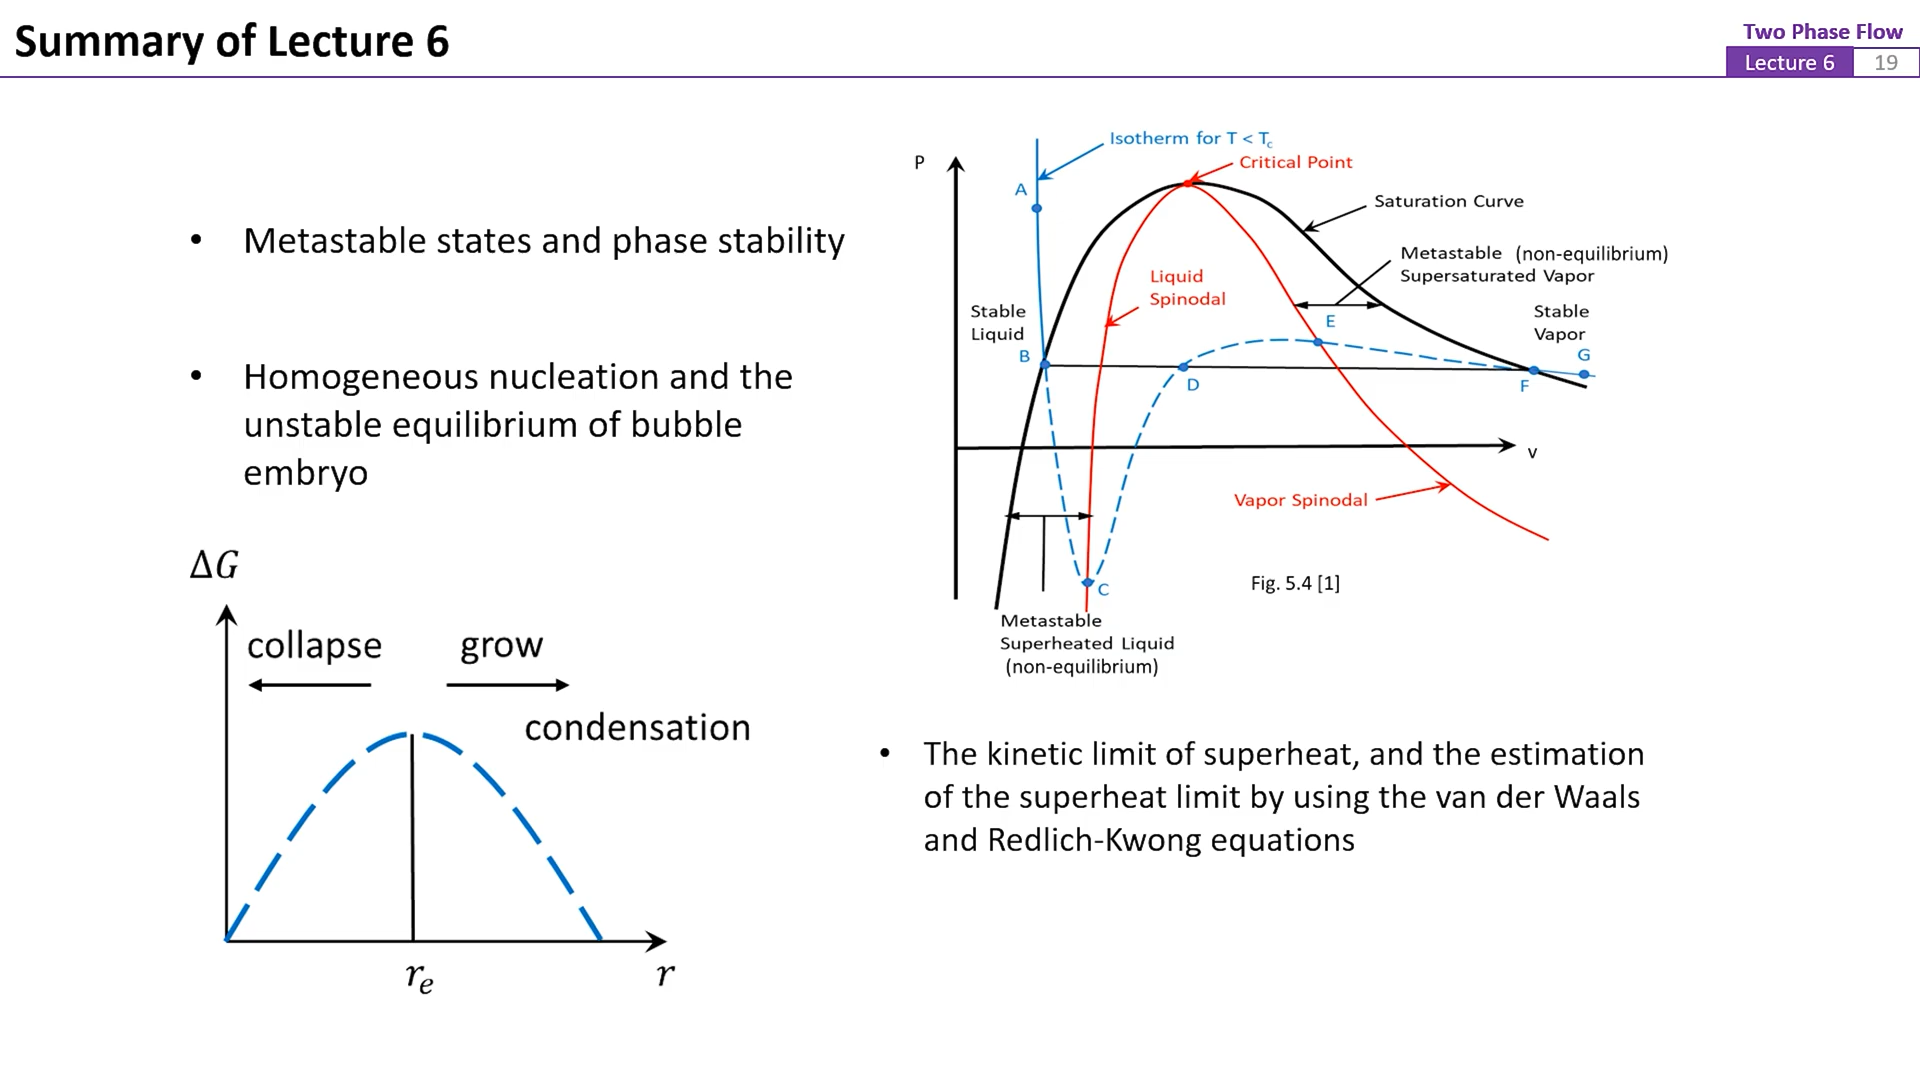 Summary of Lecture 6
Two Phase Flow
Lecture 6
19
• Metastable states and phase stability
• Homogeneous nucleation and the
unstable equilibrium of bubble
embryo
ΔG
collapse
grow
condensation
r_e
r
P
Isotherm for T < T_c
Critical Point
A
Saturation Curve
Metastable (non-equilibrium)
Supersaturated Vapor
Liquid
Spinodal
Stable
Liquid
Stable
Vapor
B
D
E
F
G
v
Vapor Spinodal
C
Fig. 5.4 [1]
Metastable
Superheated Liquid
(non-equilibrium)
• The kinetic limit of superheat, and the estimation
of the superheat limit by using the van der Waals
and Redlich-Kwong equations